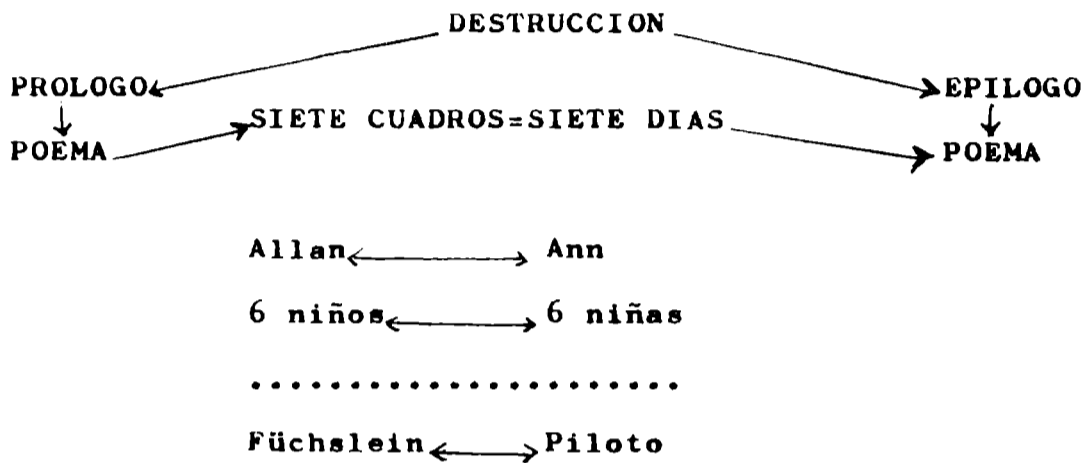 DESTRUCCION
PROLOGO EPILOGO
SIETE CUADROS=SIETE DIAS
POEMA POEMA
Allan Ann
6 niños 6 niñas
........................
Füchslein Piloto